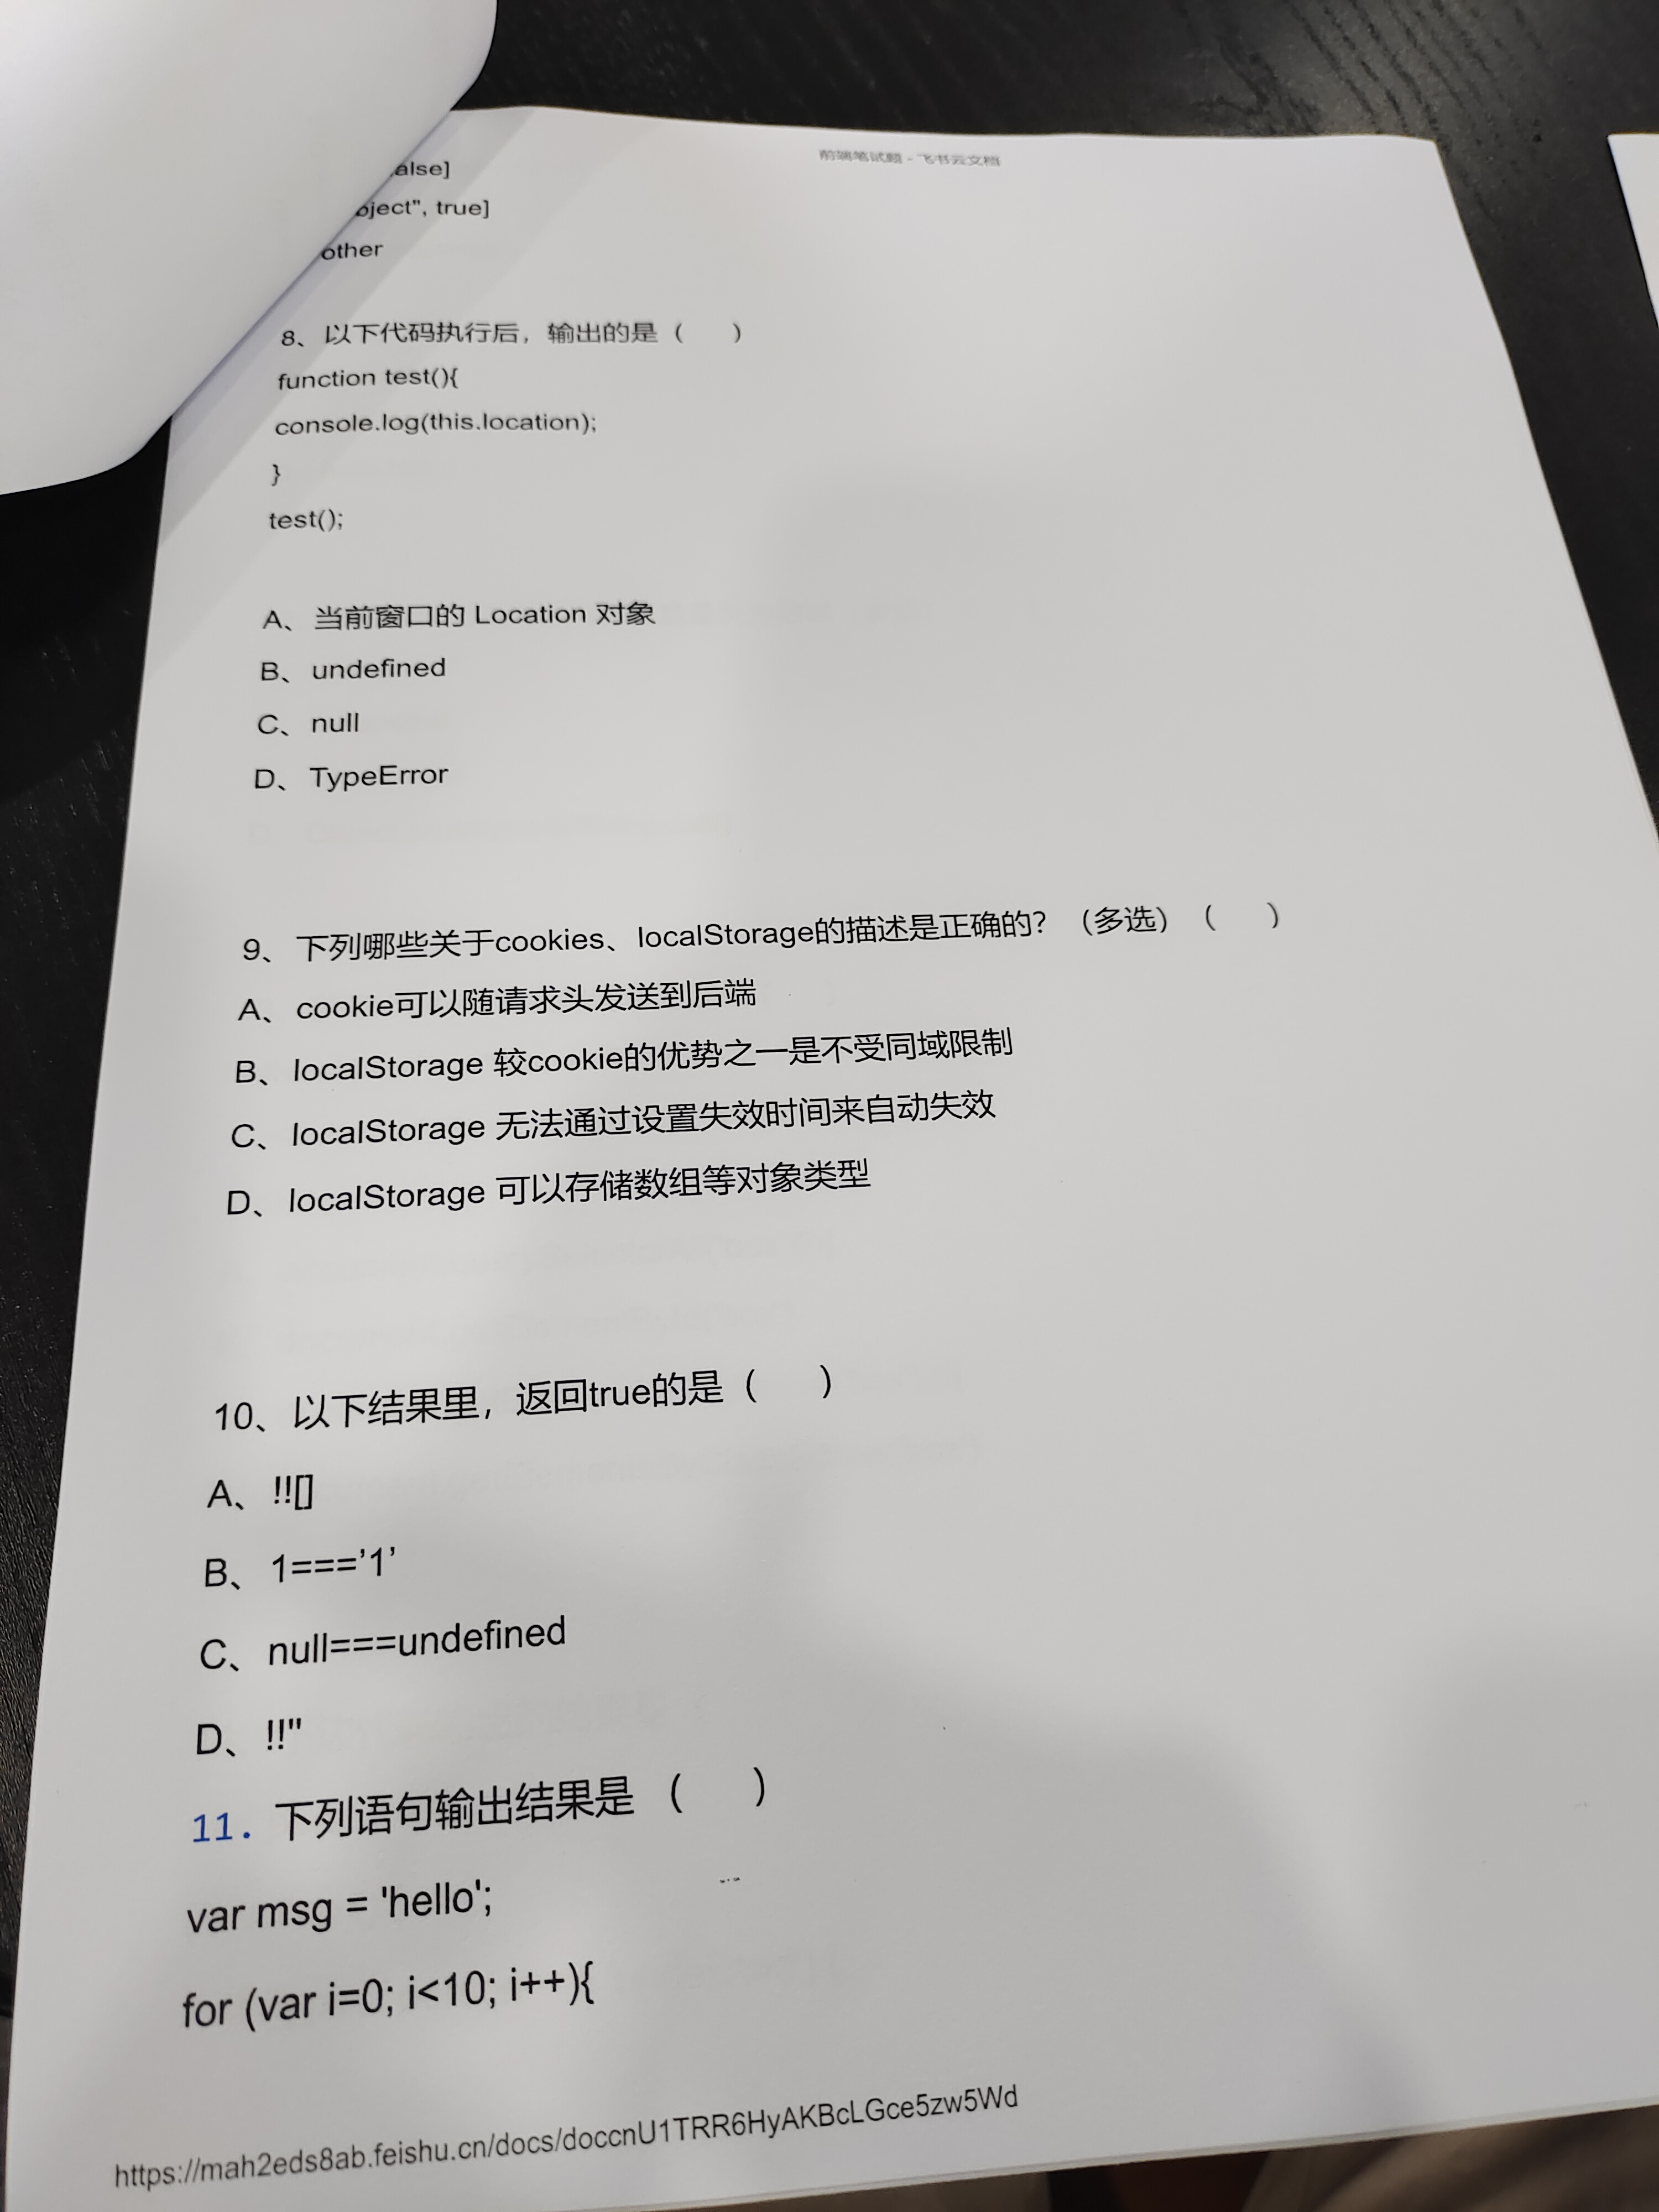 前端笔试题 - 飞书云文档
alse]
bject", true]
other
8、以下代码执行后，输出的是（ ）
function test(){
console.log(this.location);
}
test();
A、当前窗口的 Location 对象
B、undefined
C、null
D、TypeError
9、下列哪些关于cookies、localStorage的描述是正确的？（多选）（ ）
A、cookie可以随请求头发送到后端
B、localStorage 较cookie的优势之一是不受同域限制
C、localStorage 无法通过设置失效时间来自动失效
D、localStorage 可以存储数组等对象类型
10、以下结果里，返回true的是（ ）
A、!![]
B、1===’1’
C、null===undefined
D、!!''
11. 下列语句输出结果是 （ ）
var msg = 'hello';
for (var i=0; i<10; i++){
https://mah2eds8ab.feishu.cn/docs/doccnU1TRR6HyAKBcLGce5zw5Wd